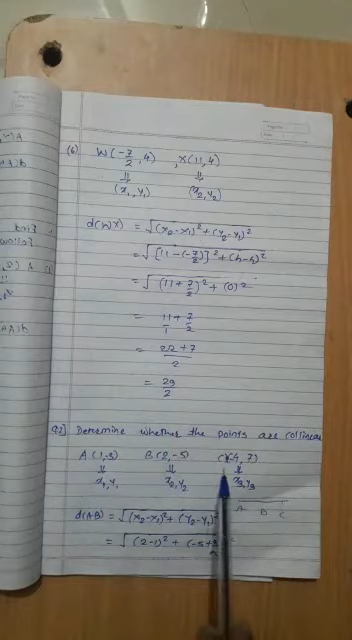 (6) W(-7/2, 4) , X(11, 4)
⇓ ⇓
(x₁, y₁) (x₂, y₂)
d(WX) = √(x₂-x₁)² + (y₂-y₁)²
= √[11-(-7/2)]² + (4-4)²
= √(11+7/2)² + (0)²
= 11/1 + 7/2
= 22+7/2
= 29/2
Q2] Determine whether the points are collinear
A(1,-3) B(2,-5) (-4, 7)
⇓ ⇓ ⇓
x₁, y₁ x₂, y₂ x₃, y₃
A B C
d(AB) = √(x₂-x₁)² + (y₂-y₁)²
= √(2-1)² + (-5+3